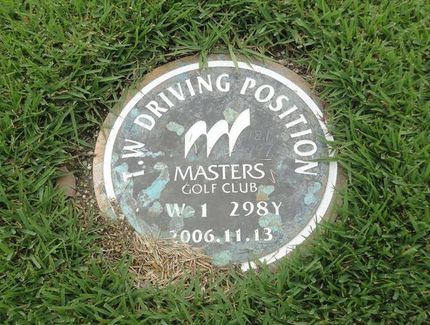 T.W DRIVING POSITION
MASTERS
GOLF CLUB
W 1 298Y
2006.11.13